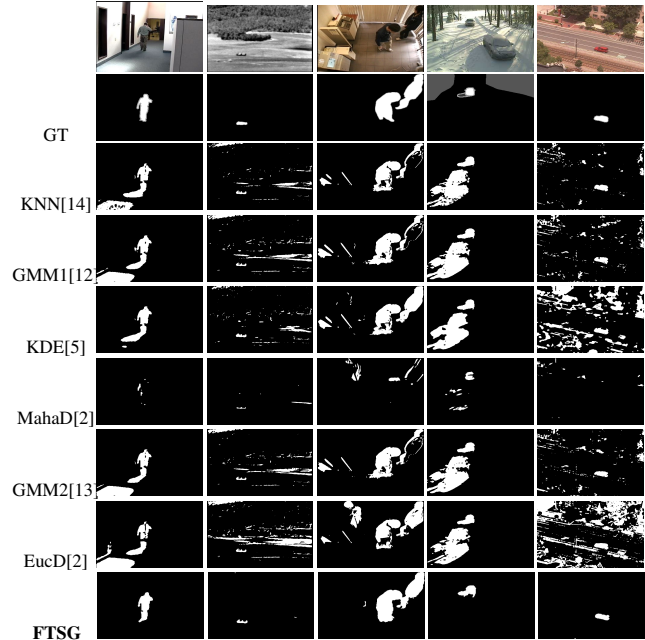 GT
KNN[14]
GMM1[12]
KDE[5]
MahaD[2]
GMM2[13]
EucD[2]
FTSG